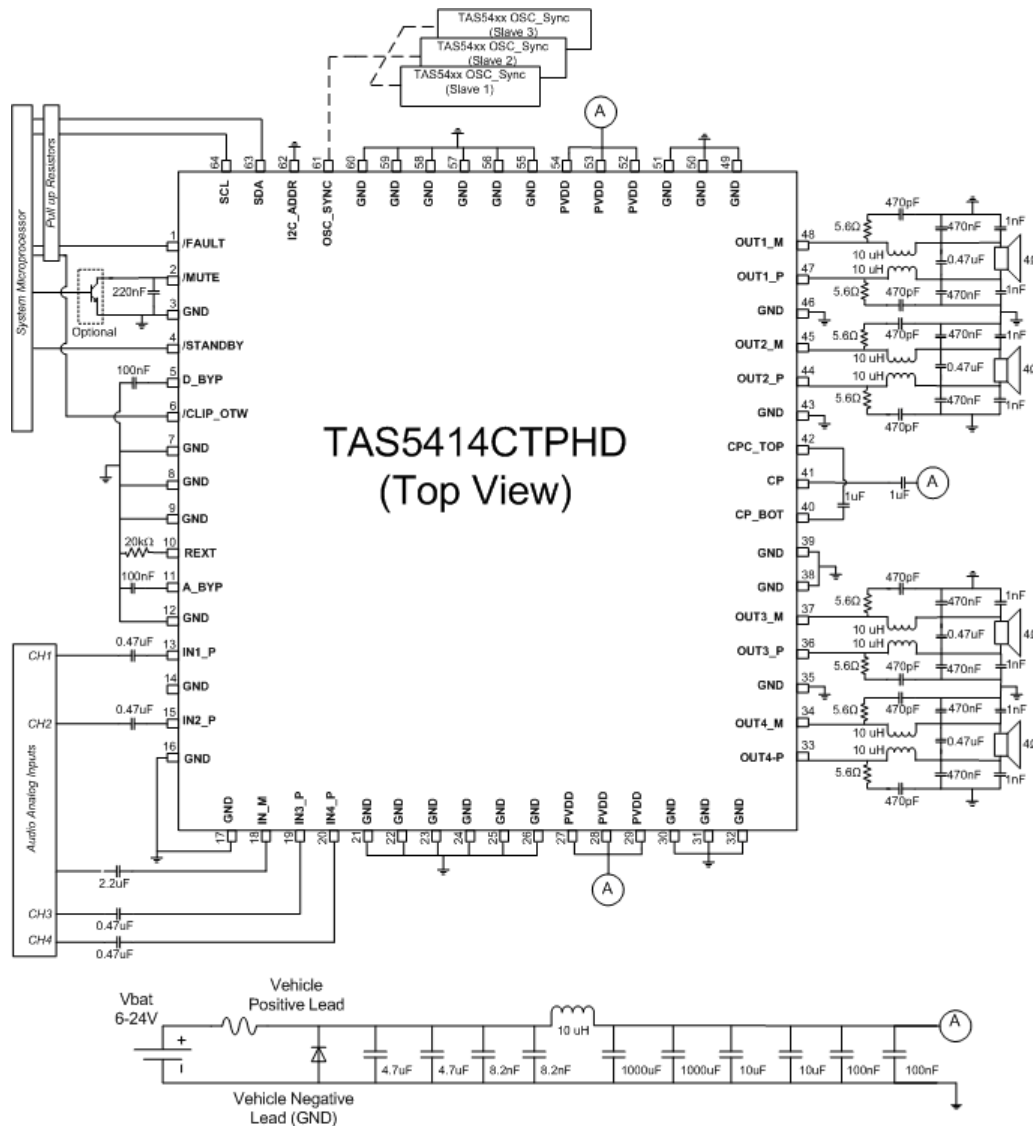 TAS54xx OSC_Sync
(Slave 3)
TAS54xx OSC_Sync
(Slave 2)
TAS54xx OSC_Sync
(Slave 1)
A
System Microprocessor
Pull up Resistors
64
63
62
61
60
59
58
57
56
55
54
53
52
51
50
49
SCL
SDA
I2C_ADDR
OSC_SYNC
GND
GND
GND
GND
GND
GND
PVDD
PVDD
PVDD
GND
GND
GND
1
/FAULT
2
/MUTE
220nF
3
GND
Optional
4
/STANDBY
100nF
5
D_BYP
6
/CLIP_OTW
7
GND
8
GND
9
GND
20kΩ
10
REXT
100nF
11
A_BYP
12
GND
Audio Analog Inputs
CH1
0.47uF
13
IN1_P
14
GND
CH2
0.47uF
15
IN2_P
16
GND
2.2uF
CH3
0.47uF
CH4
0.47uF
TAS5414CTPHD
(Top View)
48
OUT1_M
47
OUT1_P
46
GND
45
OUT2_M
44
OUT2_P
43
GND
42
CPC_TOP
41
CP
40
CP_BOT
39
GND
38
GND
37
OUT3_M
36
OUT3_P
35
GND
34
OUT4_M
33
OUT4-P
470pF
5.6Ω
470nF
1nF
10 uH
0.47uF
4Ω
10 uH
5.6Ω
470pF
470nF
1nF
5.6Ω
470pF
470nF
1nF
10 uH
0.47uF
4Ω
10 uH
5.6Ω
470nF
1nF
470pF
1uF
1uF
A
470pF
5.6Ω
470nF
1nF
10 uH
0.47uF
4Ω
10 uH
5.6Ω
470pF
470nF
1nF
5.6Ω
470pF
470nF
1nF
10 uH
0.47uF
4Ω
10 uH
5.6Ω
470nF
1nF
470pF
GND
IN_M
IN3_P
IN4_P
GND
GND
GND
GND
GND
GND
PVDD
PVDD
PVDD
GND
GND
GND
17
18
19
20
21
22
23
24
25
26
27
28
29
30
31
32
A
Vbat
6-24V
+
–
Vehicle
Positive Lead
Vehicle Negative
Lead (GND)
4.7uF
4.7uF
8.2nF
8.2nF
10 uH
1000uF
1000uF
10uF
10uF
100nF
100nF
A